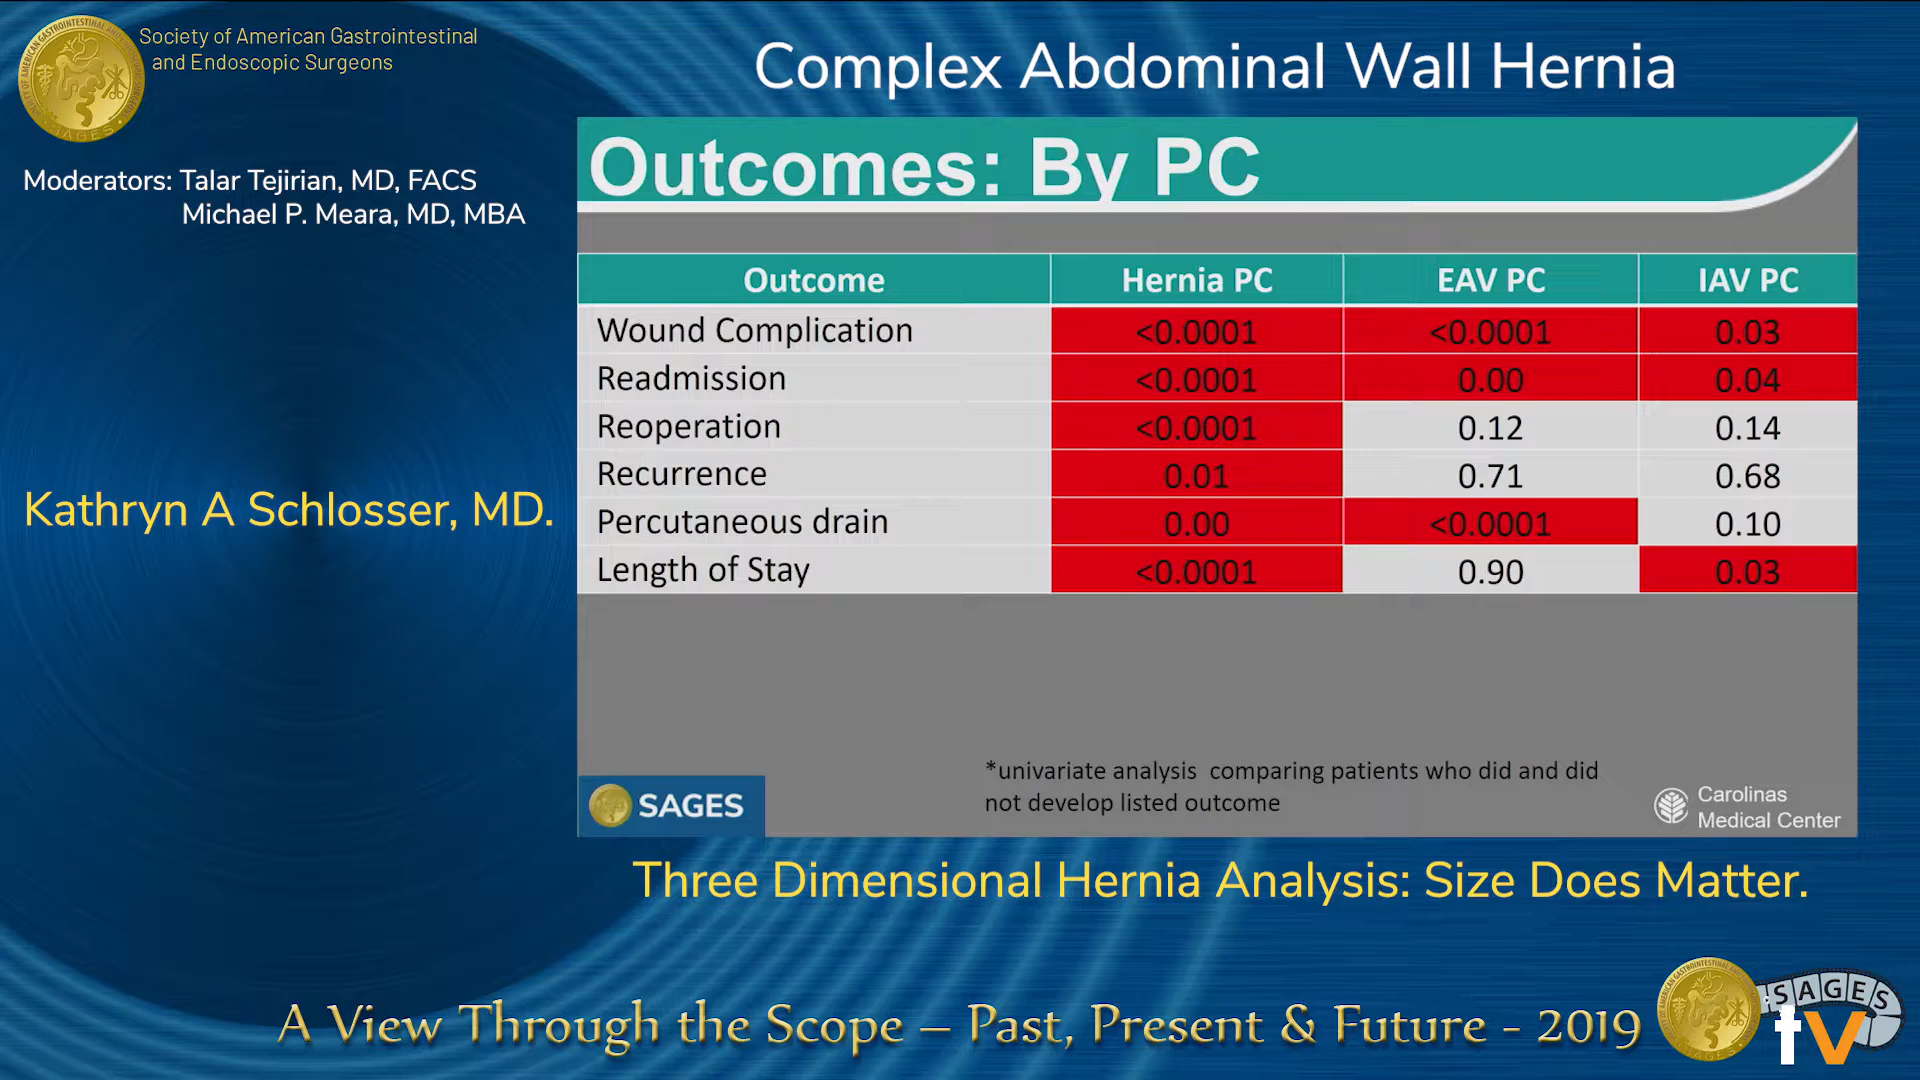 Society of American Gastrointestinal
and Endoscopic Surgeons
Complex Abdominal Wall Hernia
Moderators: Talar Tejirian, MD, FACS
Michael P. Meara, MD, MBA
Kathryn A Schlosser, MD.
Outcomes: By PC
Outcome Hernia PC EAV PC IAV PC
Wound Complication <0.0001 <0.0001 0.03
Readmission <0.0001 0.00 0.04
Reoperation <0.0001 0.12 0.14
Recurrence 0.01 0.71 0.68
Percutaneous drain 0.00 <0.0001 0.10
Length of Stay <0.0001 0.90 0.03
*univariate analysis comparing patients who did and did
not develop listed outcome
SAGES
Carolinas
Medical Center
Three Dimensional Hernia Analysis: Size Does Matter.
A View Through the Scope – Past, Present & Future - 2019
SAGES
tv